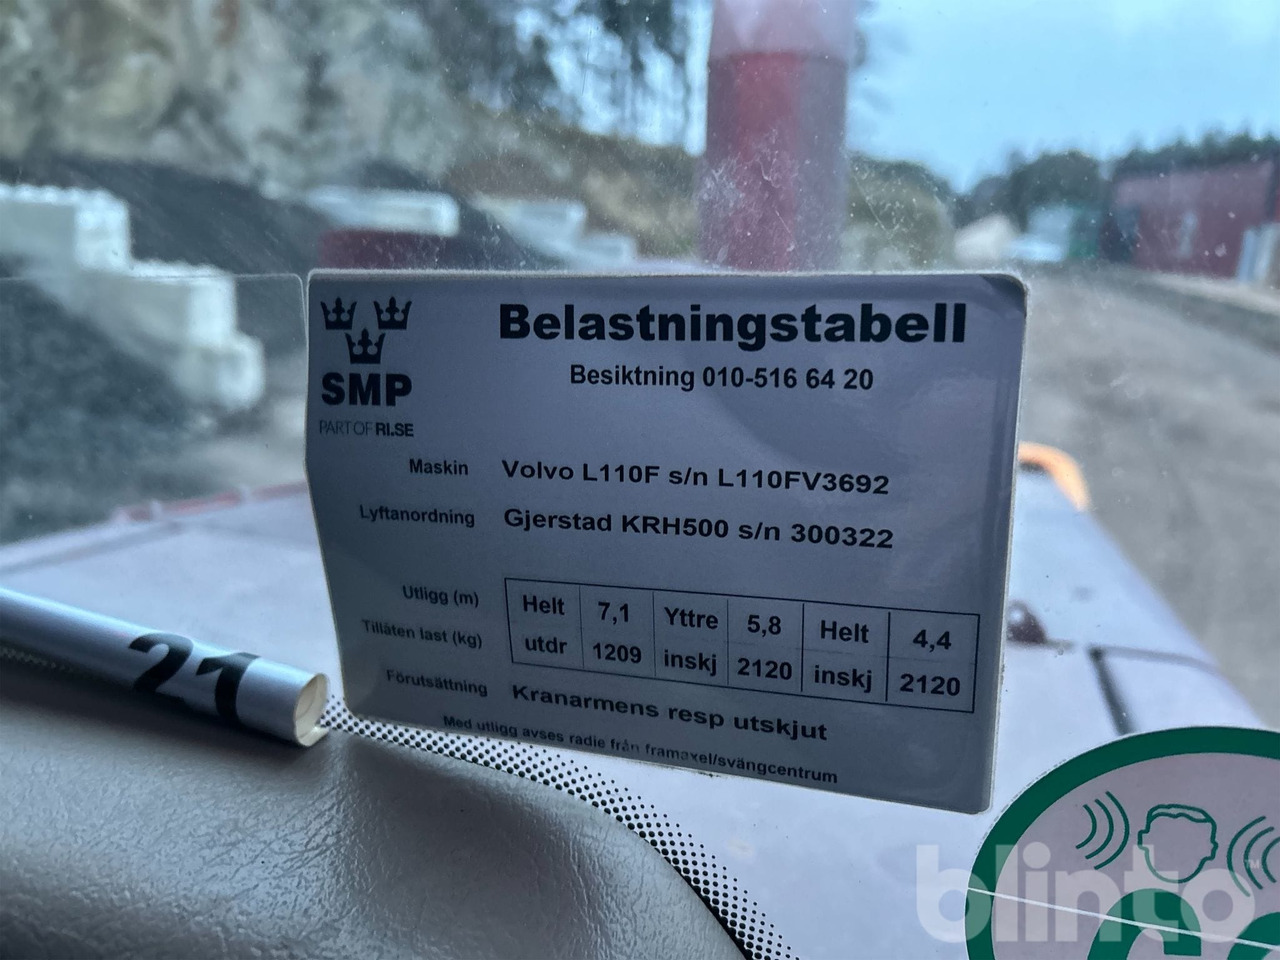 Belastningstabell
Besiktning 010-516 64 20
SMP
PART OF RI.SE
Maskin Volvo L110F s/n L110FV3692
Lyftanordning Gjerstad KRH500 s/n 300322
Utligg (m) Helt 7,1 Yttre 5,8 Helt 4,4
Tillåten last (kg) utdr 1209 inskj 2120 inskj 2120
Förutsättning Kranarmens resp utskjut
Med utligg avses radie från framaxel/svängcentrum
21
blinto